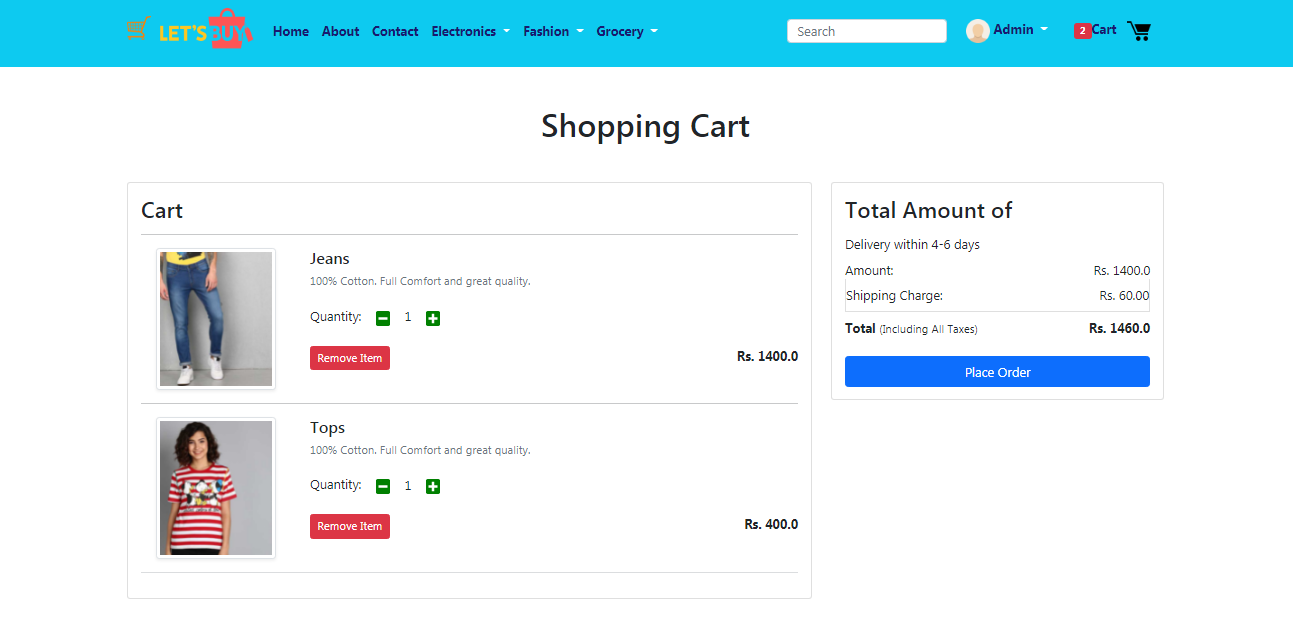 LET'S BUY Home About Contact Electronics Fashion Grocery Search Admin 2 Cart
Shopping Cart
Cart
Jeans
100% Cotton. Full Comfort and great quality.
Quantity: 1
Remove Item Rs. 1400.0
Tops
100% Cotton. Full Comfort and great quality.
Quantity: 1
Remove Item Rs. 400.0
Total Amount of
Delivery within 4-6 days
Amount: Rs. 1400.0
Shipping Charge: Rs. 60.00
Total (Including All Taxes) Rs. 1460.0
Place Order